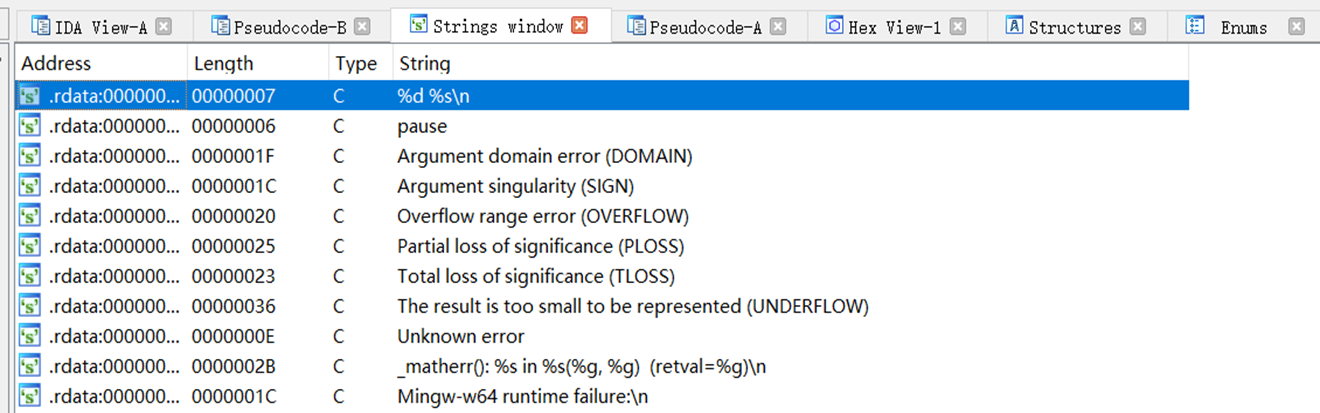 IDA View-A Pseudocode-B Strings window Pseudocode-A Hex View-1 Structures Enums
Address Length Type String
.rdata:000000... 00000007 C %d %s\n
.rdata:000000... 00000006 C pause
.rdata:000000... 0000001F C Argument domain error (DOMAIN)
.rdata:000000... 0000001C C Argument singularity (SIGN)
.rdata:000000... 00000020 C Overflow range error (OVERFLOW)
.rdata:000000... 00000025 C Partial loss of significance (PLOSS)
.rdata:000000... 00000023 C Total loss of significance (TLOSS)
.rdata:000000... 00000036 C The result is too small to be represented (UNDERFLOW)
.rdata:000000... 0000000E C Unknown error
.rdata:000000... 0000002B C _matherr(): %s in %s(%g, %g)  (retval=%g)\n
.rdata:000000... 0000001C C Mingw-w64 runtime failure:\n